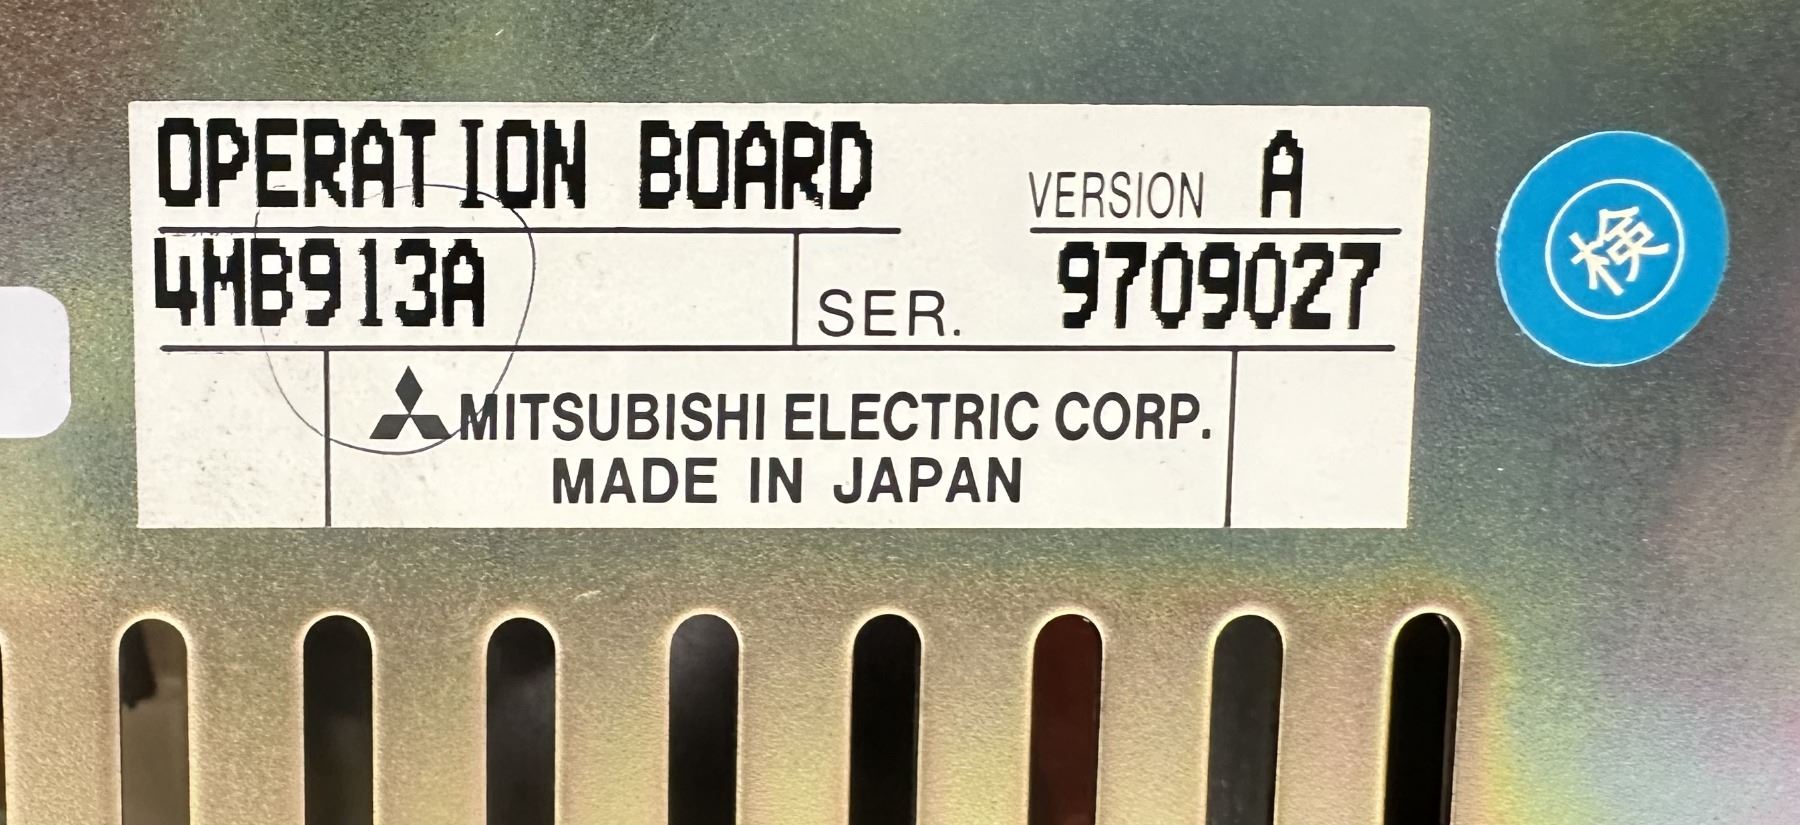 OPERATION BOARD
VERSION A
4MB913A
SER. 9709027
MITSUBISHI ELECTRIC CORP.
MADE IN JAPAN
検